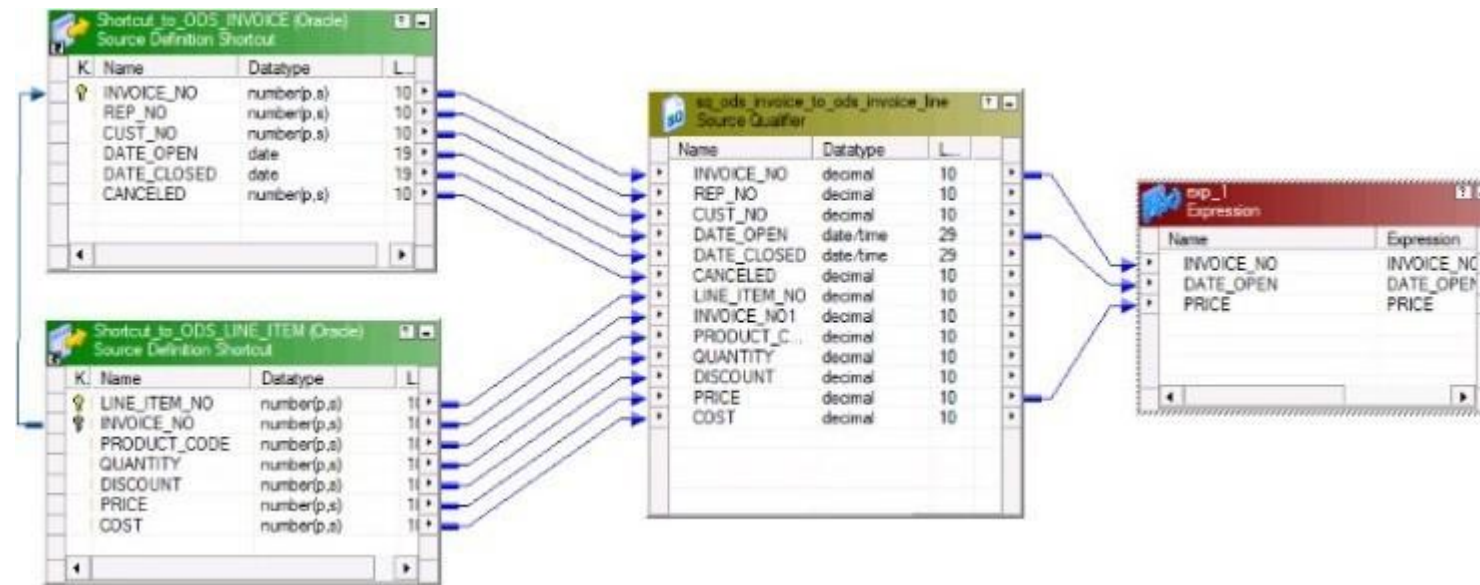 Shortcut_to_ODS_INVOICE (Oracle)
Source Definition Shortcut
K. Name Datatype L...
INVOICE_NO number(p,s) 10
REP_NO number(p,s) 10
CUST_NO number(p,s) 10
DATE_OPEN date 19
DATE_CLOSED date 19
CANCELED number(p,s) 10
Shortcut_to_ODS_LINE_ITEM (Oracle)
Source Definition Shortcut
K. Name Datatype L
LINE_ITEM_NO number(p,s)
INVOICE_NO number(p,s)
PRODUCT_CODE number(p,s)
QUANTITY number(p,s)
DISCOUNT number(p,s)
PRICE number(p,s)
COST number(p,s)
sq_ods_invoice_to_ods_invoice_line
Source Qualifier
Name Datatype L...
INVOICE_NO decimal 10
REP_NO decimal 10
CUST_NO decimal 10
DATE_OPEN date/time 29
DATE_CLOSED date/time 29
CANCELED decimal 10
LINE_ITEM_NO decimal 10
INVOICE_NO1 decimal 10
PRODUCT_C... decimal 10
QUANTITY decimal 10
DISCOUNT decimal 10
PRICE decimal 10
COST decimal 10
exp_1
Expression
Name Expression
INVOICE_NO INVOICE_NO
DATE_OPEN DATE_OPEN
PRICE PRICE